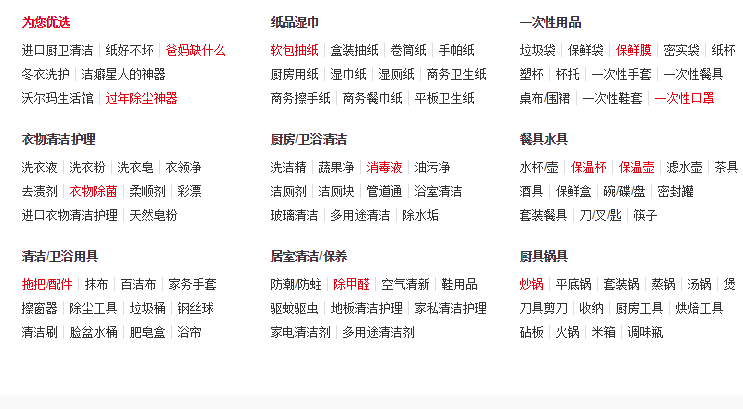 为您优选
进口厨卫清洁 纸好不坏 爸妈缺什么
冬衣洗护 洁癖星人的神器
沃尔玛生活馆 过年除尘神器
纸品湿巾
软包抽纸 盒装抽纸 卷筒纸 手帕纸
厨房用纸 湿巾纸 湿厕纸 商务卫生纸
商务擦手纸 商务餐巾纸 平板卫生纸
一次性用品
垃圾袋 保鲜袋 保鲜膜 密实袋 纸杯
塑杯 杯托 一次性手套 一次性餐具
桌布/围裙 一次性鞋套 一次性口罩
衣物清洁护理
洗衣液 洗衣粉 洗衣皂 衣领净
去渍剂 衣物除菌 柔顺剂 彩漂
进口衣物清洁护理 天然皂粉
厨房/卫浴清洁
洗洁精 蔬果净 消毒液 油污净
洁厕剂 洁厕块 管道通 浴室清洁
玻璃清洁 多用途清洁 除水垢
餐具水具
水杯/壶 保温杯 保温壶 滤水壶 茶具
酒具 保鲜盒 碗/碟/盘 密封罐
套装餐具 刀/叉/匙 筷子
清洁/卫浴用具
拖把/配件 抹布 百洁布 家务手套
擦窗器 除尘工具 垃圾桶 钢丝球
清洁刷 脸盆水桶 肥皂盒 浴帘
居室清洁/保养
防潮/防蛀 除甲醛 空气清新 鞋用品
驱蚊驱虫 地板清洁护理 家私清洁护理
家电清洁剂 多用途清洁剂
厨具锅具
炒锅 平底锅 套装锅 蒸锅 汤锅 煲
刀具剪刀 收纳 厨房工具 烘焙工具
砧板 火锅 米箱 调味瓶